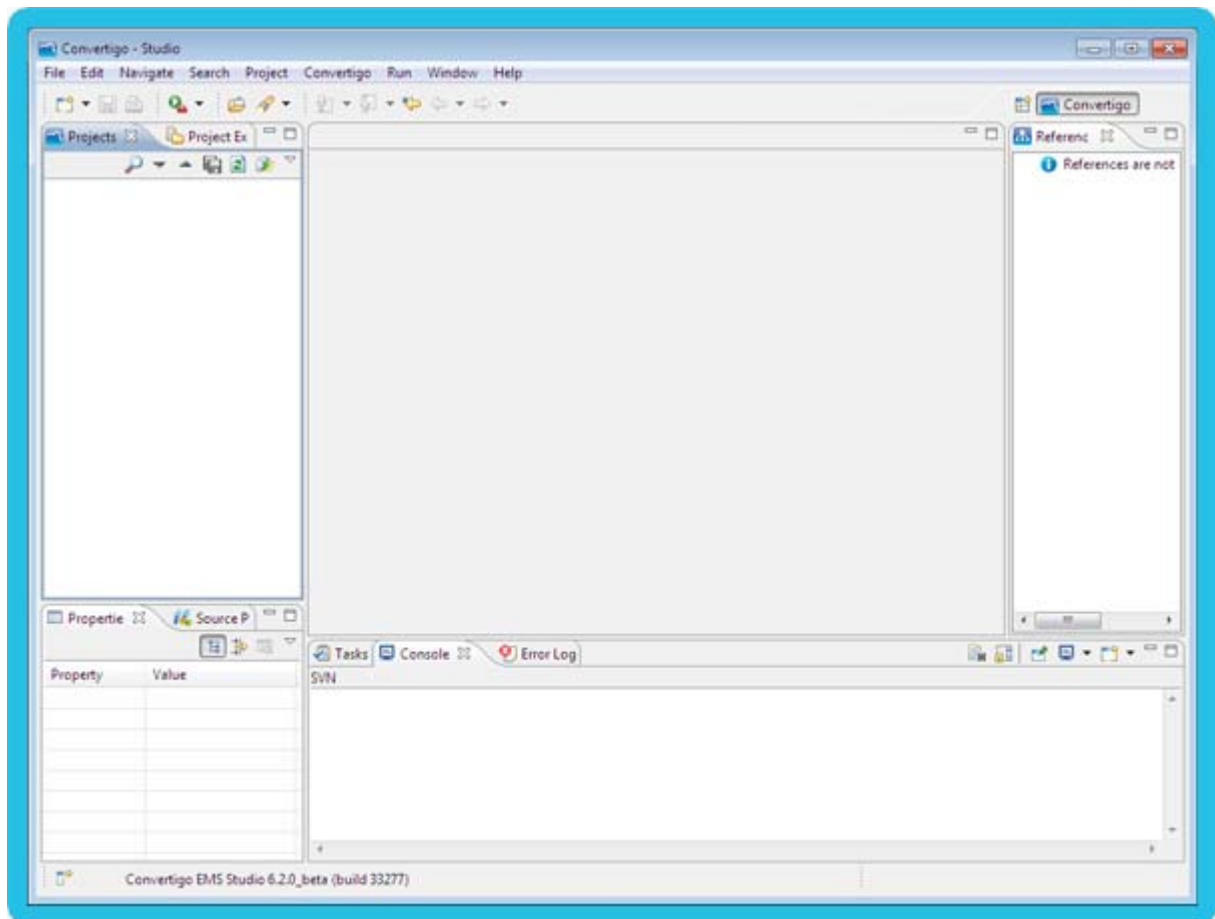 Convertigo - Studio
File Edit Navigate Search Project Convertigo Run Window Help
Convertigo
Projects Project Ex
Referenc
References are not
Propertie Source P
Property Value
Tasks Console Error Log
SVN
Convertigo EMS Studio 6.2.0_beta (build 33277)